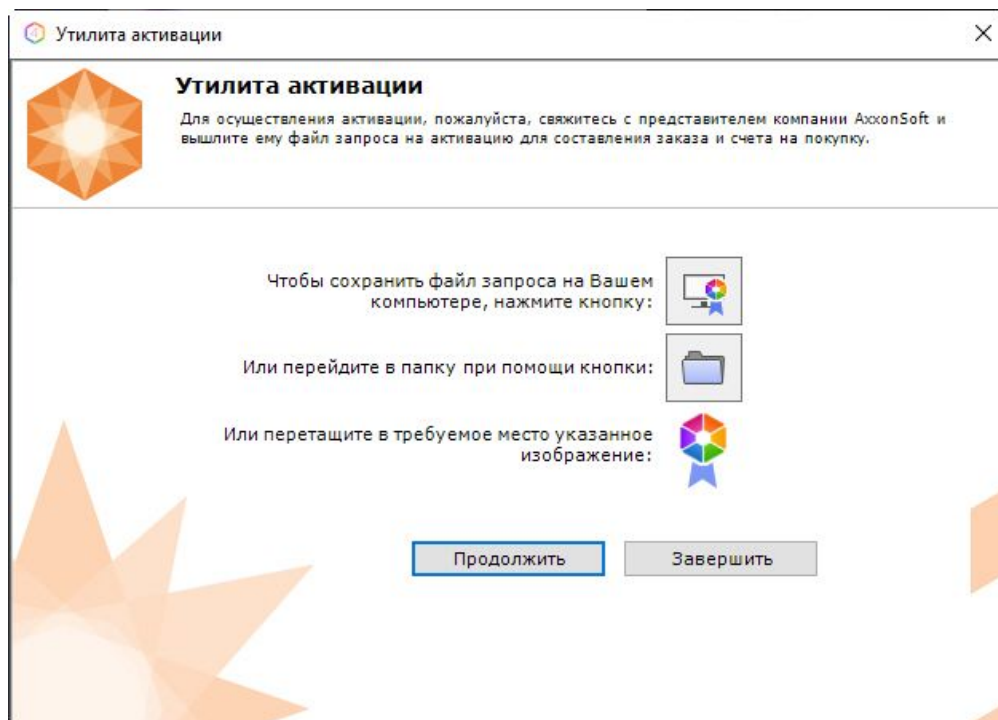 Утилита активации
Утилита активации
Для осуществления активации, пожалуйста, свяжитесь с представителем компании AxxonSoft и
вышлите ему файл запроса на активацию для составления заказа и счета на покупку.
Чтобы сохранить файл запроса на Вашем
компьютере, нажмите кнопку:
Или перейдите в папку при помощи кнопки:
Или перетащите в требуемое место указанное
изображение:
Продолжить
Завершить